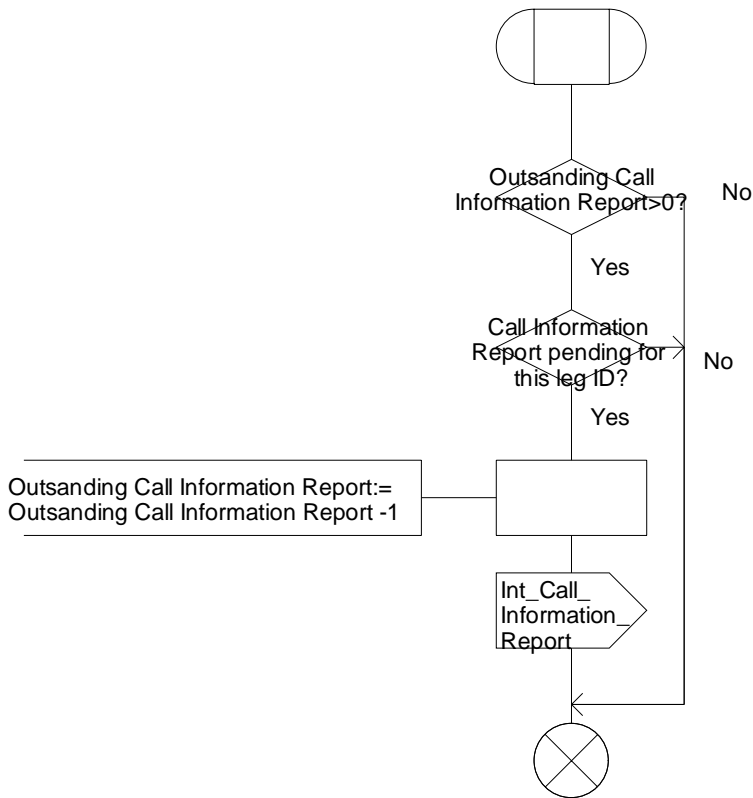 Outsanding Call
Information Report>0?
No
Yes
Call Information
Report pending for
this leg ID?
No
Yes
Outsanding Call Information Report:=
Outsanding Call Information Report -1
Int_Call_
Information_
Report